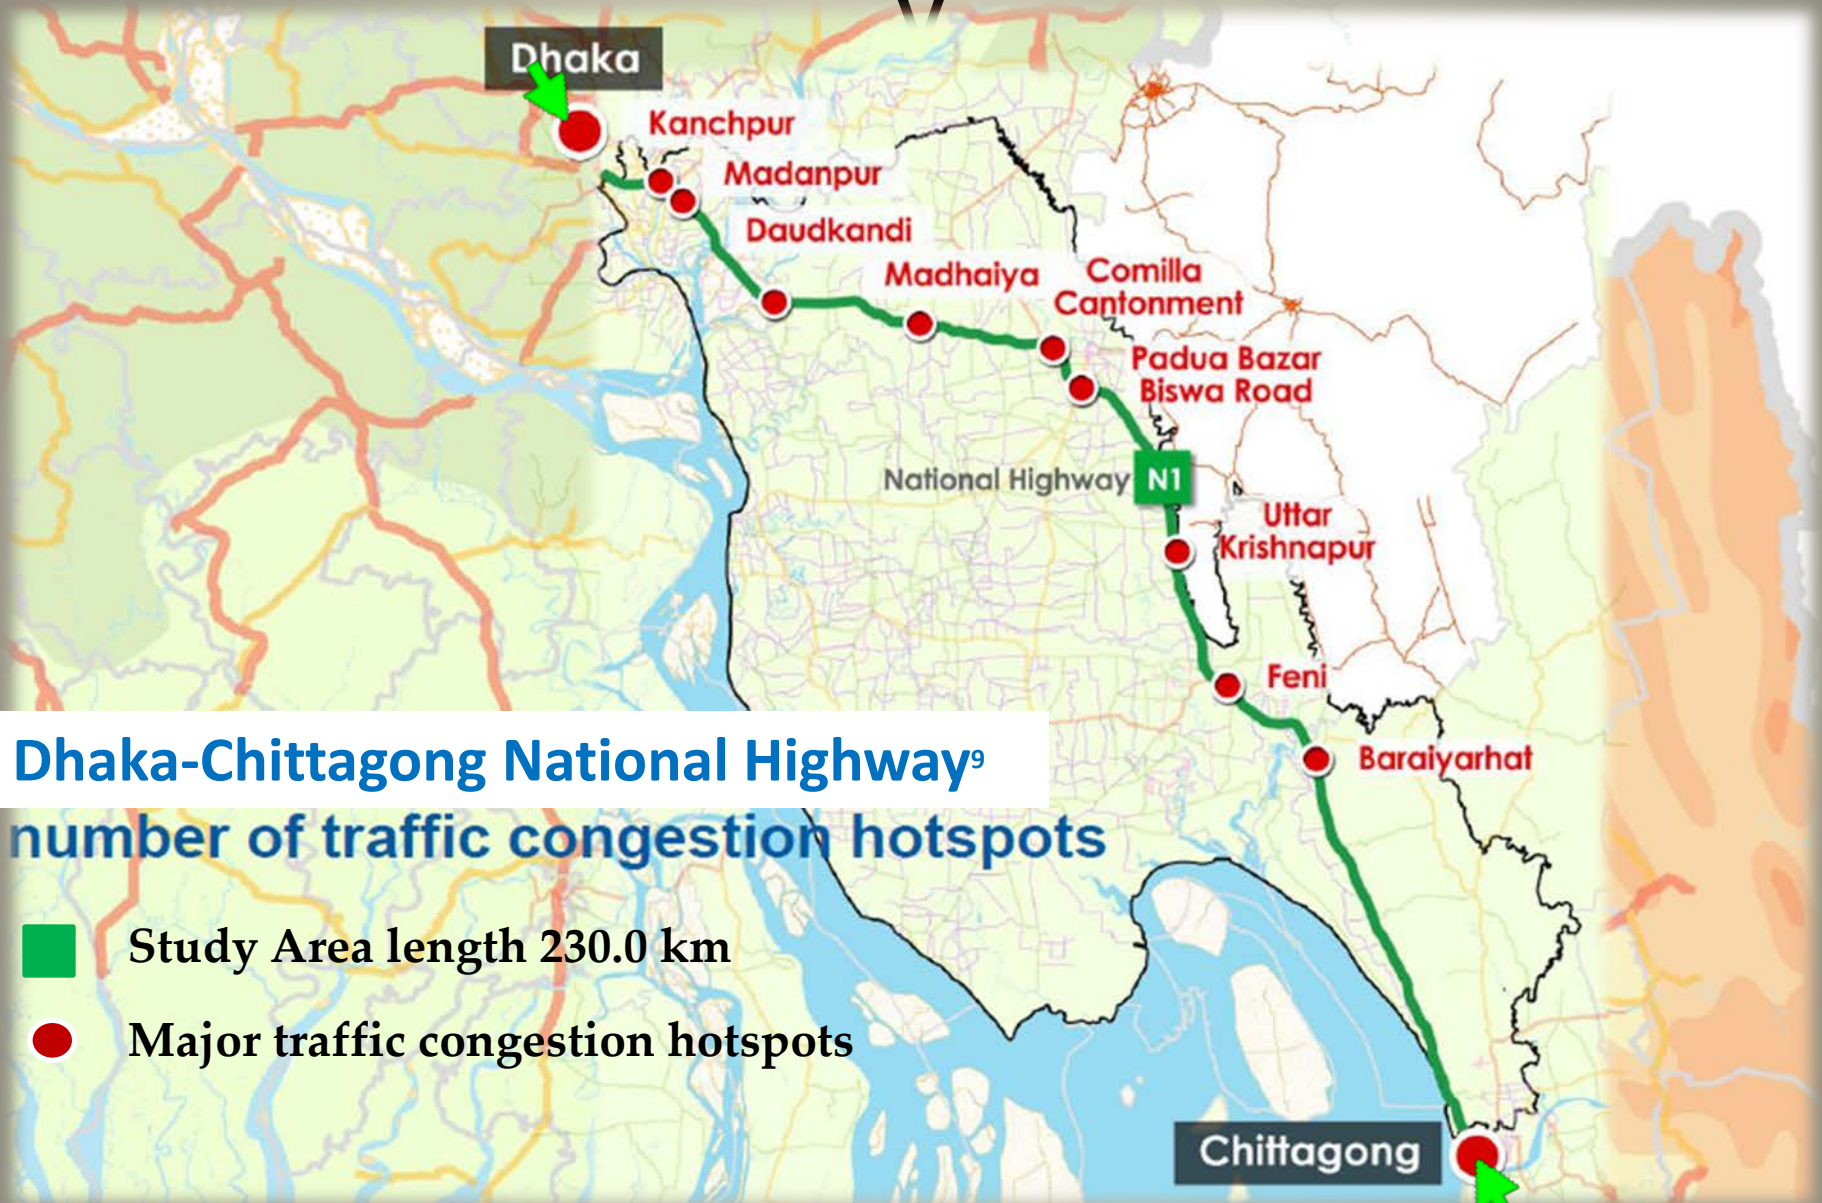 Dhaka
Kanchpur
Madanpur
Daudkandi
Madhaiya
Comilla
Cantonment
Padua Bazar
Biswa Road
National Highway N1
Uttar
Krishnapur
Feni
Dhaka-Chittagong National Highway⁹
Baraiyarhat
number of traffic congestion hotspots
Study Area length 230.0 km
Major traffic congestion hotspots
Chittagong